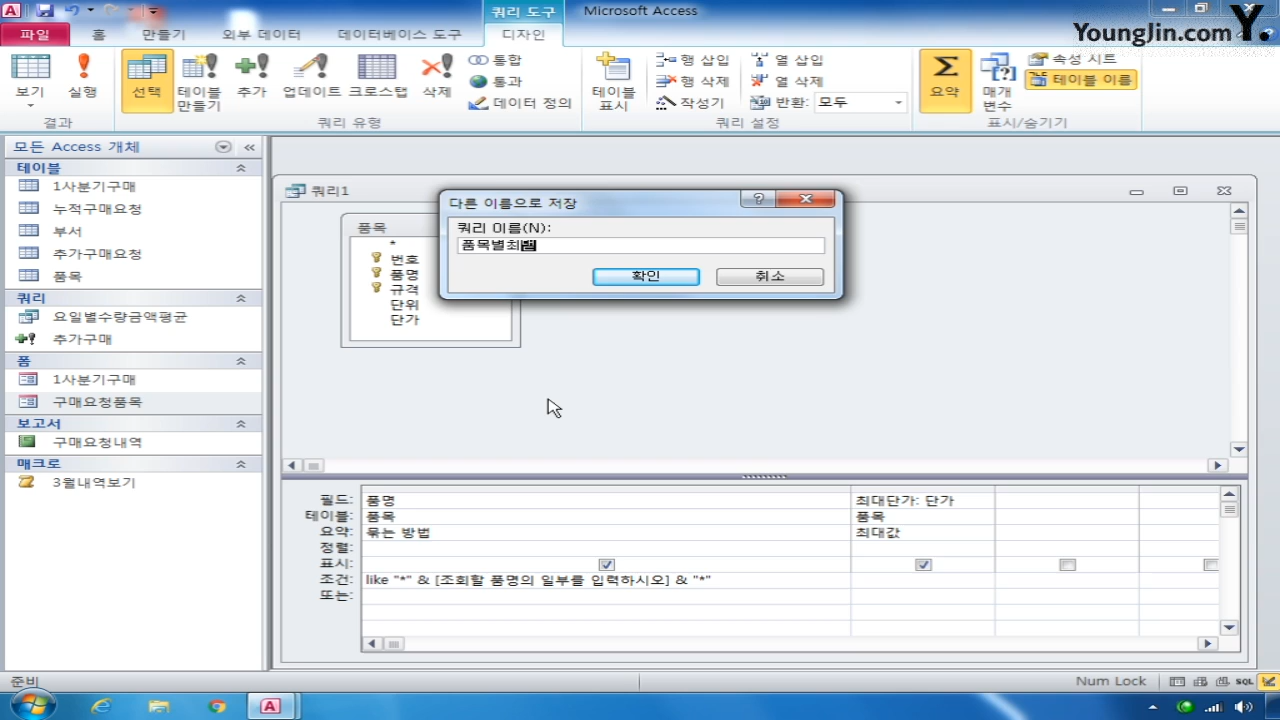 쿼리 도구
Microsoft Access
YoungJin.com Y.
파일
홈
만들기
외부 데이터
데이터베이스 도구
디자인
보기
실행
선택
테이블
만들기
추가
업데이트
크로스탭
삭제
통합
통과
데이터 정의
테이블
표시
행 삽입
행 삭제
작성기
열 삽입
열 삭제
반환: 모두
요약
매개
변수
속성 시트
테이블 이름
결과
쿼리 유형
쿼리 설정
표시/숨기기
모든 Access 개체
테이블
1사분기구매
누적구매요청
부서
추가구매요청
품목
쿼리
요일별수량금액평균
추가구매
폼
1사분기구매
구매요청품목
보고서
구매요청내역
매크로
3월내역보기
쿼리1
품목
*
번호
품명
규격
단위
단가
다른 이름으로 저장
쿼리 이름(N):
품목별최
확인
취소
필드: 품명 최대단가: 단가
테이블: 품목 품목
요약: 묶는 방법 최대값
정렬:
표시:
조건: like "*" & [조회할 품명의 일부를 입력하시오] & "*"
또는:
준비
Num Lock
SQL